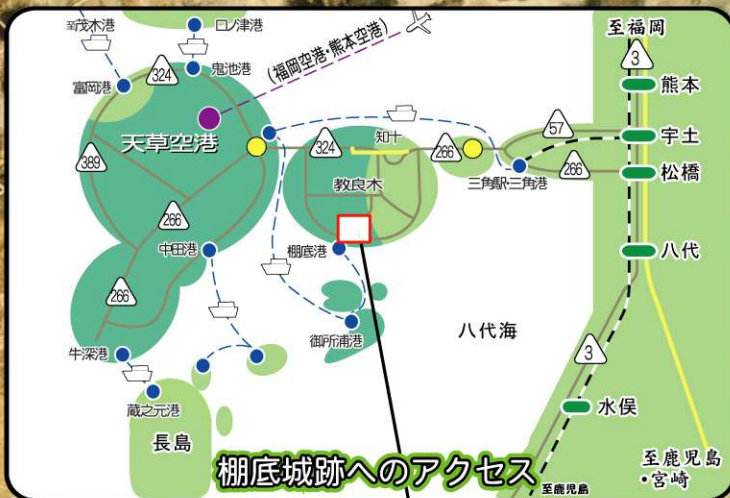 至茂木港
口ノ津港
至福岡
(福岡空港・熊本空港)
3
324
鬼池港
富岡港
熊本
天草空港
324
知十
57
宇土
389
266
教良木
三角駅・三角港
266
松橋
266
中田港
棚底港
八代
266
御所浦港
八代海
牛深港
3
蔵之元港
水俣
長島
棚底城跡へのアクセス
至鹿児島
至鹿児島
・宮崎